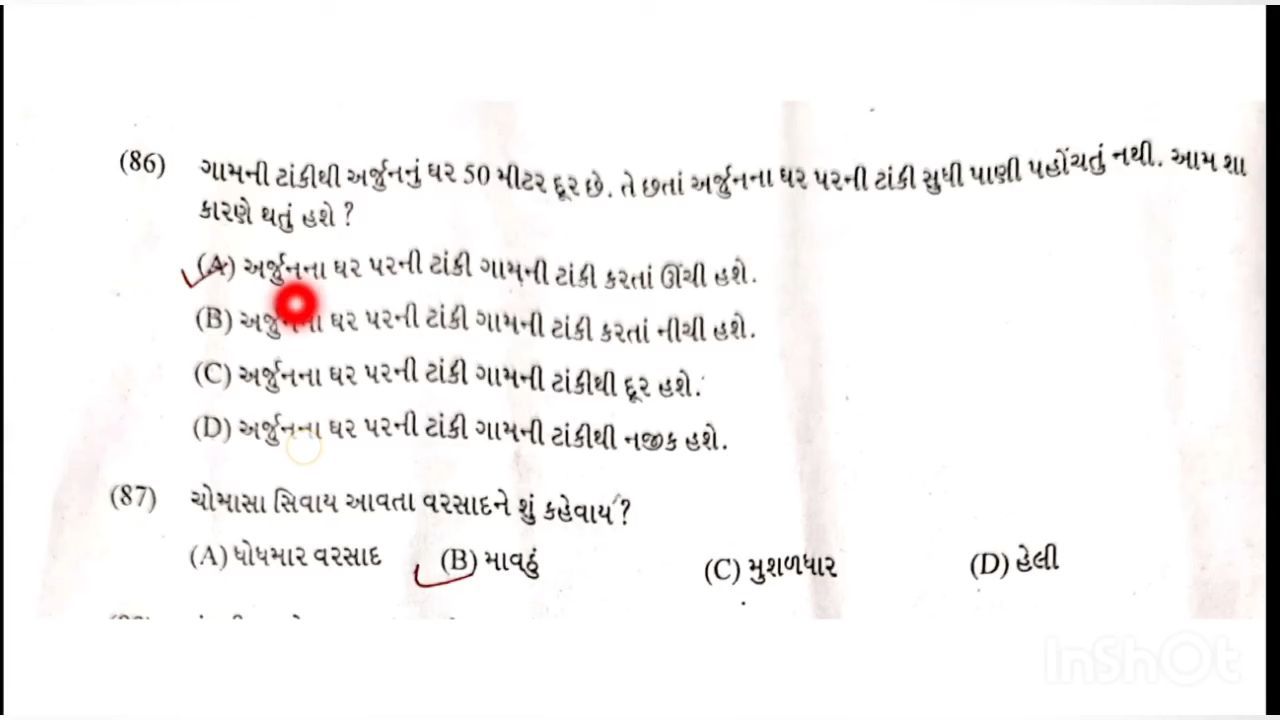 (86) ગામની ટાંકીથી અર્જુનનું ઘર 50 મીટર દૂર છે. તે છતાં અર્જુનના ઘર પરની ટાંકી સુધી પાણી પહોંચતું નથી. આમ શા
કારણે થતું હશે ?
(A) અર્જુનના ઘર પરની ટાંકી ગામની ટાંકી કરતાં ઊંચી હશે.
(B) અર્જુનના ઘર પરની ટાંકી ગામની ટાંકી કરતાં નીચી હશે.
(C) અર્જુનના ઘર પરની ટાંકી ગામની ટાંકીથી દૂર હશે.
(D) અર્જુનના ઘર પરની ટાંકી ગામની ટાંકીથી નજીક હશે.
(87) ચોમાસા સિવાય આવતા વરસાદને શું કહેવાય ?
(A) ધોધમાર વરસાદ (B) માવઠું (C) મુશળધાર (D) હેલી
InShOt